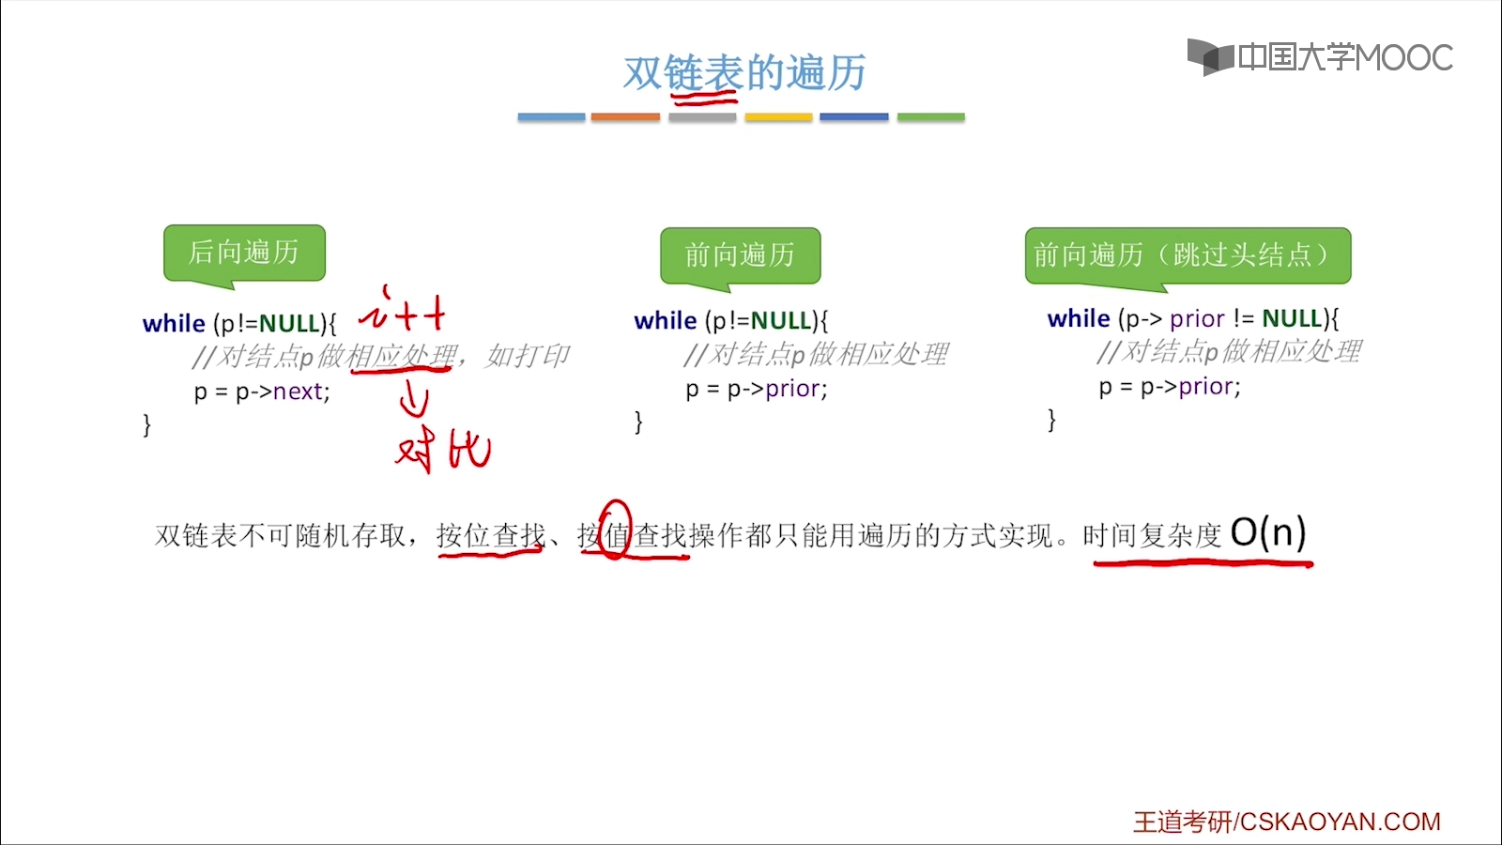 双链表的遍历
中国大学MOOC
后向遍历
while (p!=NULL){ i++
//对结点p做相应处理，如打印
p = p->next;
}
对比
前向遍历
while (p!=NULL){
//对结点p做相应处理
p = p->prior;
}
前向遍历（跳过头结点）
while (p-> prior != NULL){
//对结点p做相应处理
p = p->prior;
}
双链表不可随机存取，按位查找、按值查找操作都只能用遍历的方式实现。时间复杂度 O(n)
王道考研/CSKAOYAN.COM